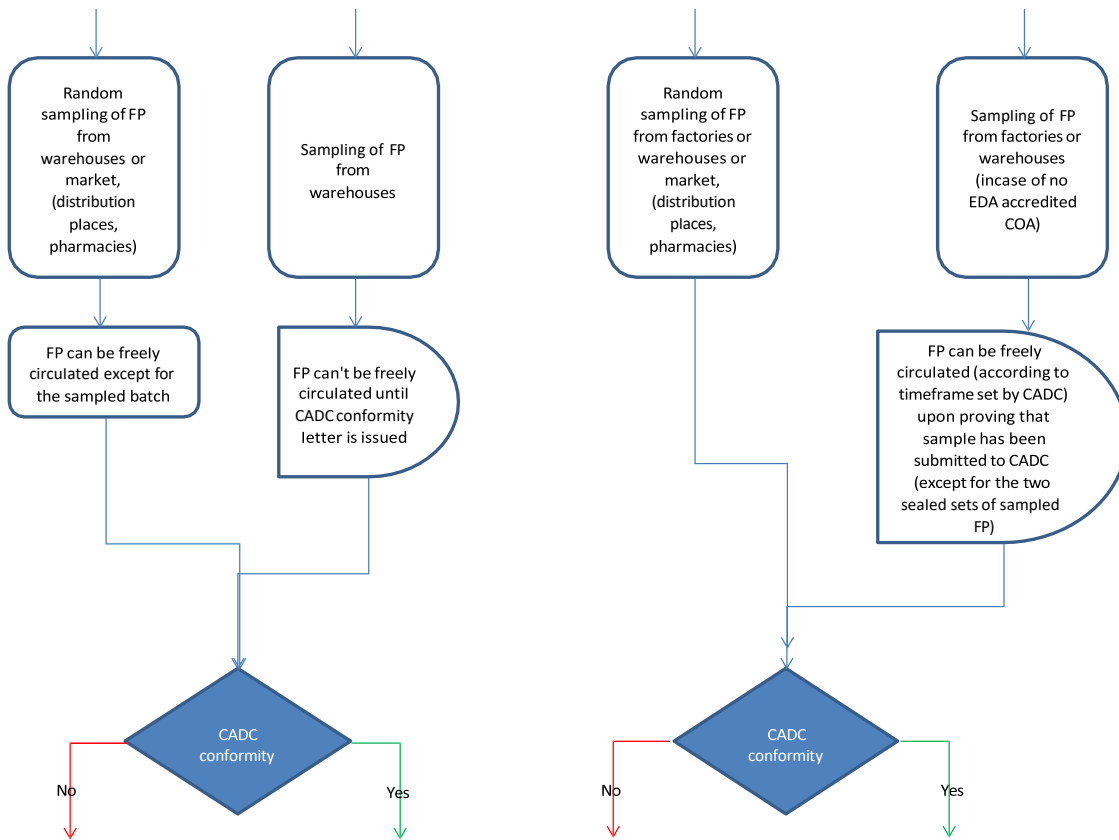 Random
sampling of FP
from
warehouses or
market,
(distribution
places,
pharmacies)
Sampling of FP
from
warehouses
Random
sampling of FP
from factories or
warehouses or
market,
(distribution
places,
pharmacies)
Sampling of FP
from factories or
warehouses
(incase of no
EDA accredited
COA)
FP can be freely
circulated except for
the sampled batch
FP can't be freely
circulated until
CADC conformity
letter is issued
FP can be freely
circulated (according to
timeframe set by CADC)
upon proving that
sample has been
submitted to CADC
(except for the two
sealed sets of sampled
FP)
CADC
conformity
No
Yes
CADC
conformity
No
Yes